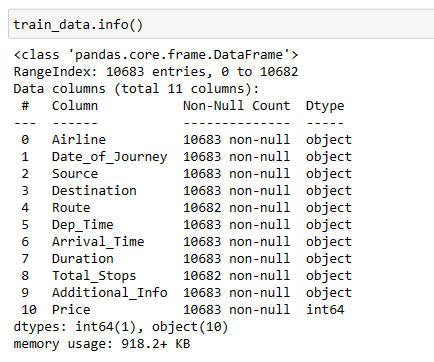 train_data.info()
<class 'pandas.core.frame.DataFrame'>
RangeIndex: 10683 entries, 0 to 10682
Data columns (total 11 columns):
 #   Column           Non-Null Count  Dtype
---  ------           --------------  -----
 0   Airline          10683 non-null  object
 1   Date_of_Journey  10683 non-null  object
 2   Source           10683 non-null  object
 3   Destination      10683 non-null  object
 4   Route            10682 non-null  object
 5   Dep_Time         10683 non-null  object
 6   Arrival_Time     10683 non-null  object
 7   Duration         10683 non-null  object
 8   Total_Stops      10682 non-null  object
 9   Additional_Info  10683 non-null  object
 10  Price            10683 non-null  int64
dtypes: int64(1), object(10)
memory usage: 918.2+ KB